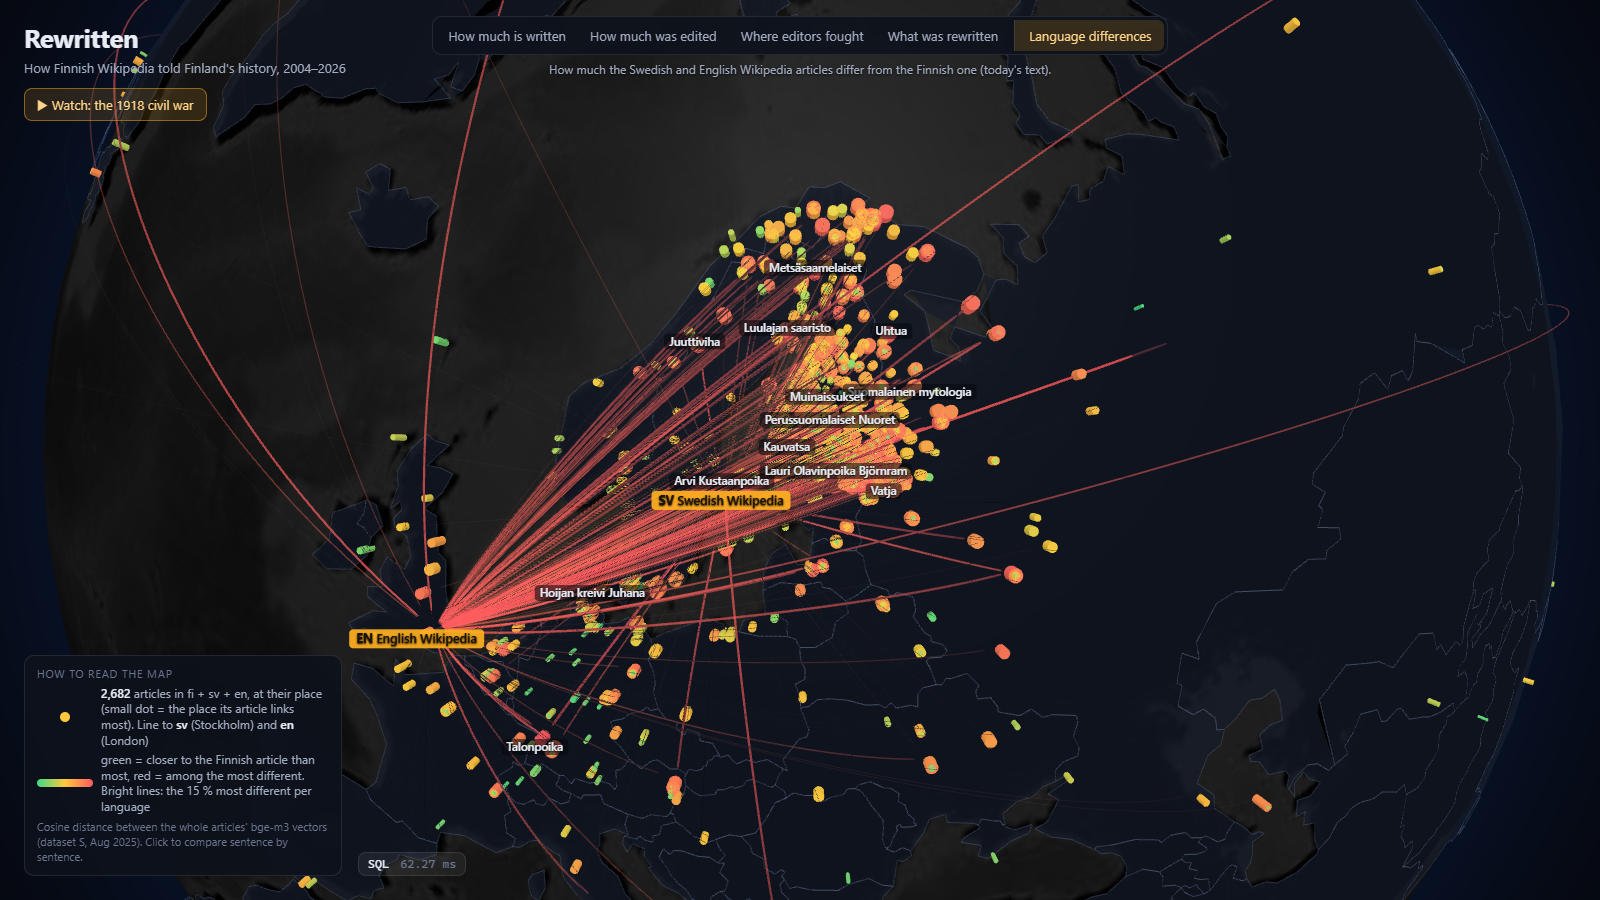 Rewritten
How Finnish Wikipedia told Finland's history, 2004–2026
▶ Watch: the 1918 civil war
How much is written
How much was edited
Where editors fought
What was rewritten
Language differences
How much the Swedish and English Wikipedia articles differ from the Finnish one (today's text).
Metsäsaamelaiset
Luulajan saaristo
Uhtua
Juuttiviha
Suomalainen mytologia
Muinaissukset
Perussuomalaiset Nuoret
Kauvatsa
Lauri Olavinpoika Björnram
Arvi Kustaanpoika
Vatja
SV Swedish Wikipedia
Hoijan kreivi Juhana
EN English Wikipedia
Talonpoika
HOW TO READ THE MAP
2,682 articles in fi + sv + en, at their place
(small dot = the place its article links
most). Line to sv (Stockholm) and en
(London)
green = closer to the Finnish article than
most, red = among the most different.
Bright lines: the 15 % most different per
language
Cosine distance between the whole articles' bge-m3 vectors
(dataset S, Aug 2025). Click to compare sentence by
sentence.
SQL 62.27 ms